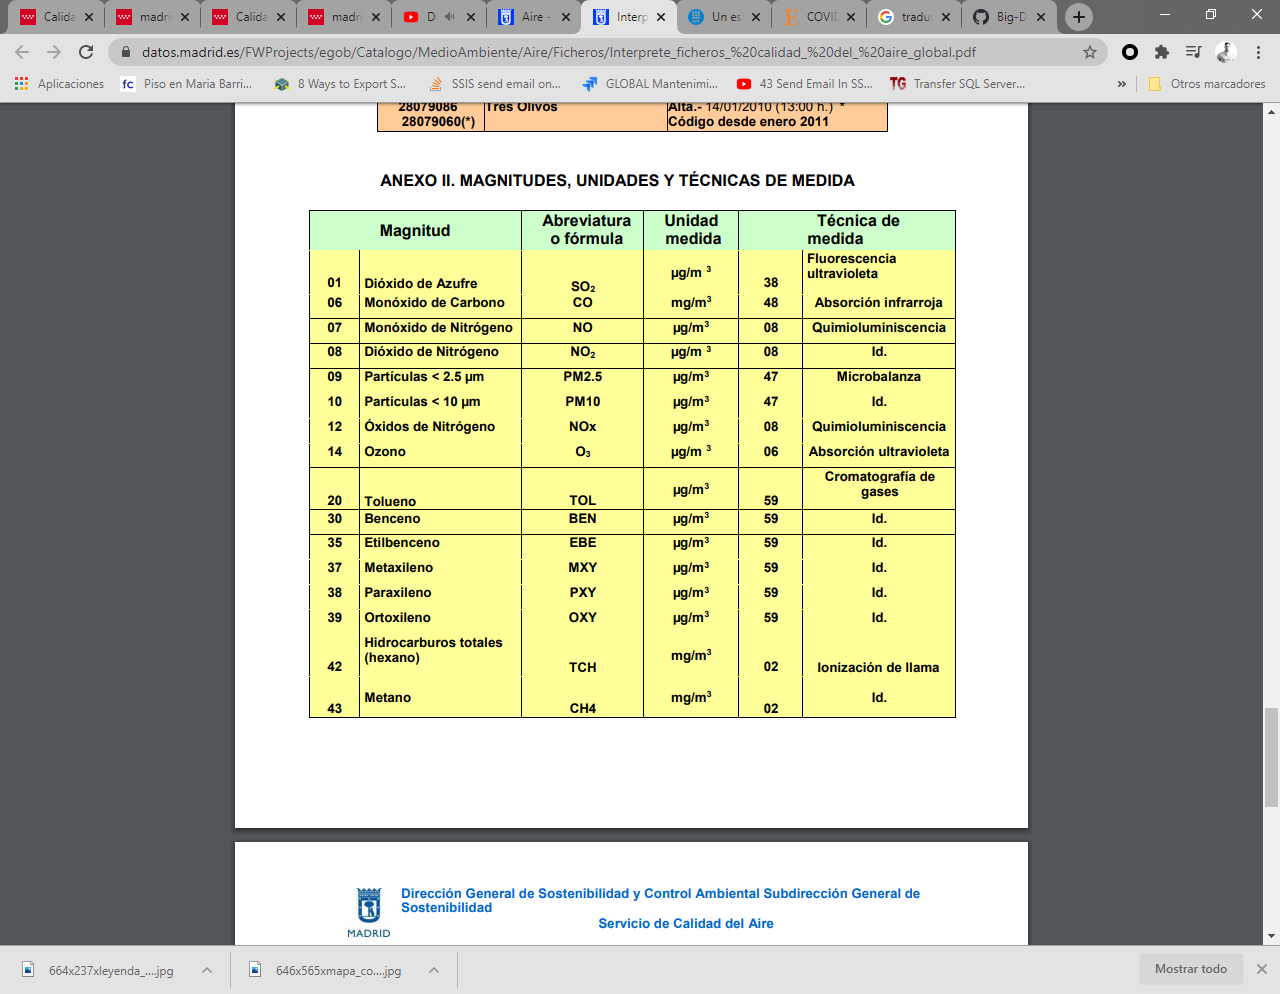 Calida
madri
Calida
madri
D
Aire -
Interp
Un es
COVID
traduc
Big-D
datos.madrid.es/FWProjects/egob/Catalogo/MedioAmbiente/Aire/Ficheros/Interprete_ficheros_%20calidad_%20del_%20aire_global.pdf
Aplicaciones
fc Piso en Maria Barri...
8 Ways to Export S...
SSIS send email on...
GLOBAL Mantenimi...
43 Send Email In SS...
TG Transfer SQL Server...
»
Otros marcadores
28079086 Tres Olivos Alta.- 14/01/2010 (13:00 h.) *
28079060(*) Código desde enero 2011
ANEXO II. MAGNITUDES, UNIDADES Y TÉCNICAS DE MEDIDA
Magnitud Abreviatura o fórmula Unidad medida Técnica de medida
01 Dióxido de Azufre SO₂ µg/m ³ 38 Fluorescencia ultravioleta
06 Monóxido de Carbono CO mg/m³ 48 Absorción infrarroja
07 Monóxido de Nitrógeno NO µg/m³ 08 Quimioluminiscencia
08 Dióxido de Nitrógeno NO₂ µg/m ³ 08 Id.
09 Partículas < 2.5 µm PM2.5 µg/m³ 47 Microbalanza
10 Partículas < 10 µm PM10 µg/m³ 47 Id.
12 Óxidos de Nitrógeno NOx µg/m³ 08 Quimioluminiscencia
14 Ozono O₃ µg/m ³ 06 Absorción ultravioleta
20 Tolueno TOL µg/m³ 59 Cromatografía de gases
30 Benceno BEN µg/m³ 59 Id.
35 Etilbenceno EBE µg/m³ 59 Id.
37 Metaxileno MXY µg/m³ 59 Id.
38 Paraxileno PXY µg/m³ 59 Id.
39 Ortoxileno OXY µg/m³ 59 Id.
42 Hidrocarburos totales (hexano) TCH mg/m³ 02 Ionización de llama
43 Metano CH4 mg/m³ 02 Id.
MADRID
Dirección General de Sostenibilidad y Control Ambiental Subdirección General de
Sostenibilidad
Servicio de Calidad del Aire
664x237xleyenda_....jpg
646x565xmapa_co....jpg
Mostrar todo